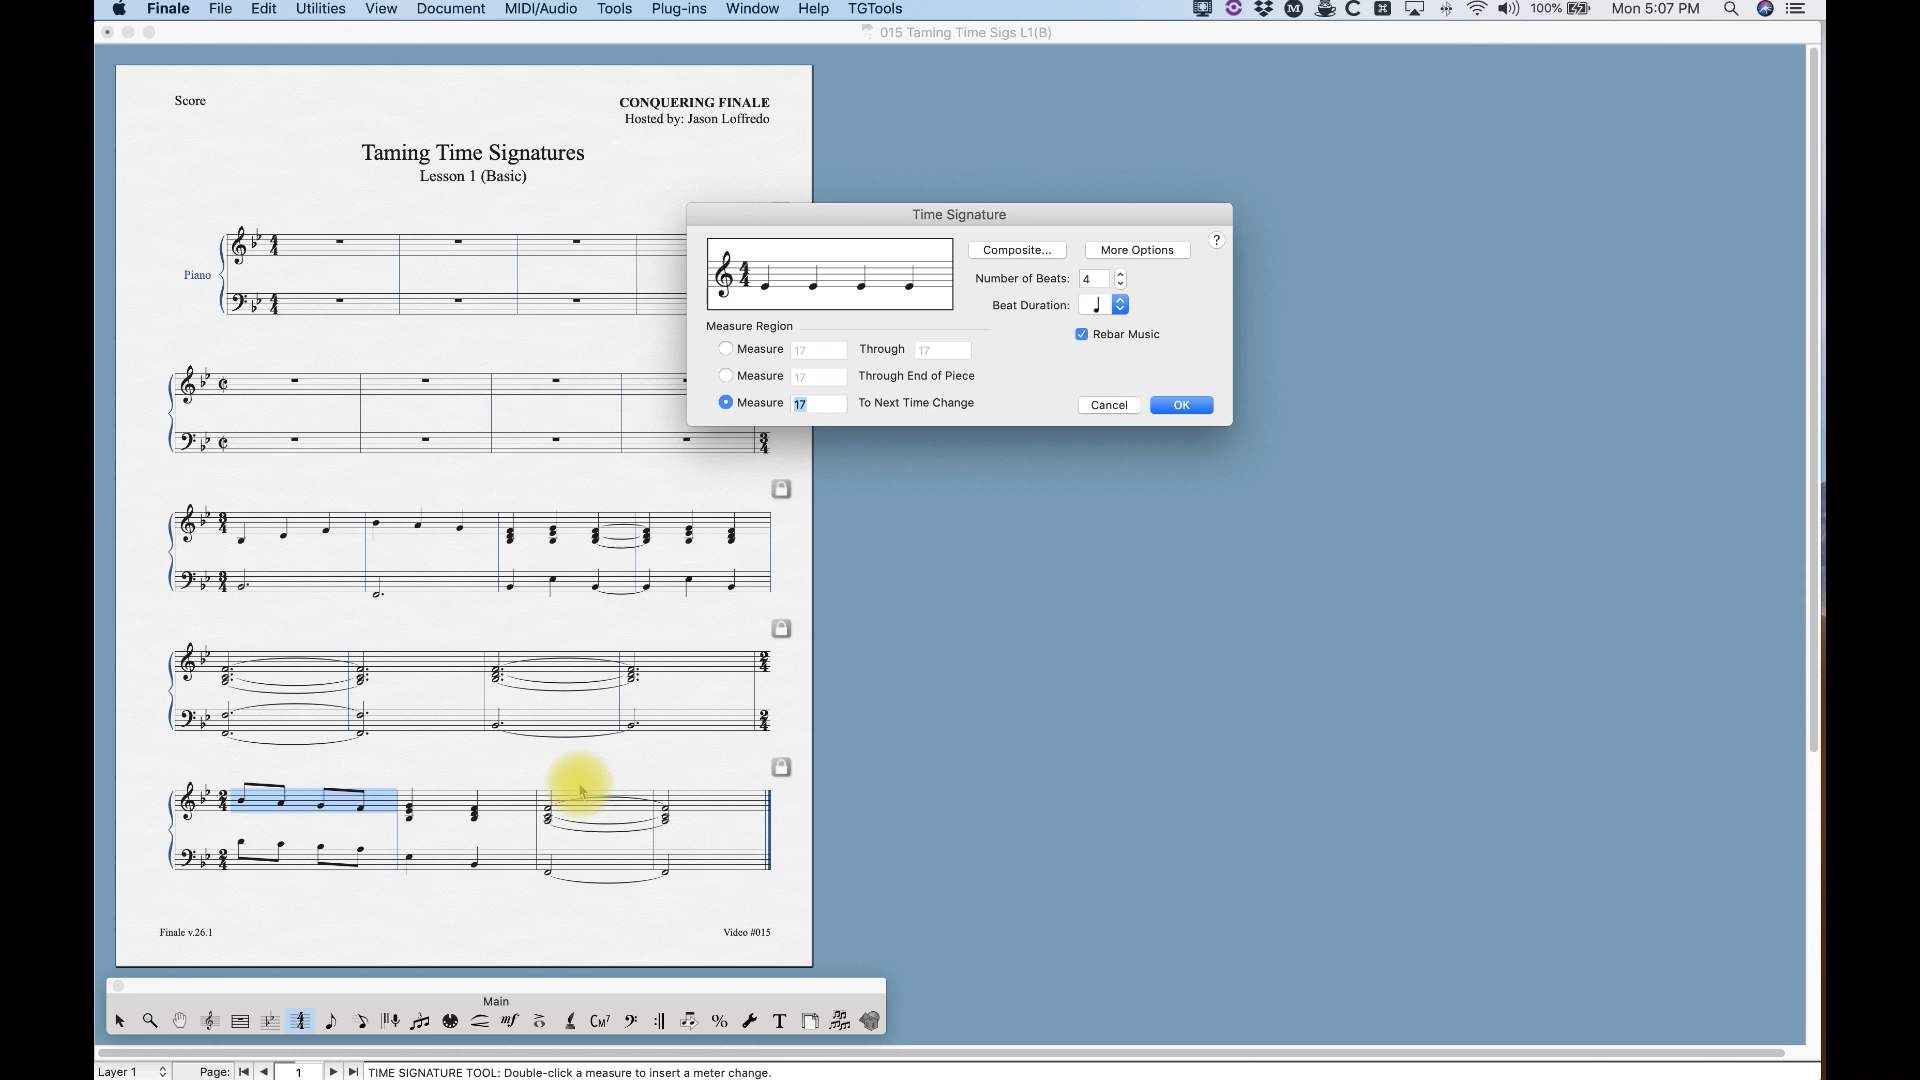 Finale File Edit Utilities View Document MIDI/Audio Tools Plug-ins Window Help TGTools 100% Mon 5:07 PM
015 Taming Time Sigs L1(B)
Score
CONQUERING FINALE
Hosted by: Jason Loffredo
Taming Time Signatures
Lesson 1 (Basic)
Piano
Time Signature
Composite... More Options ?
Number of Beats: 4
Beat Duration:
Measure Region
Rebar Music
Measure 17 Through 17
Measure 17 Through End of Piece
Measure 17 To Next Time Change
Cancel OK
Finale v.26.1
Video #015
Main
Layer 1 Page: 1 TIME SIGNATURE TOOL: Double-click a measure to insert a meter change.